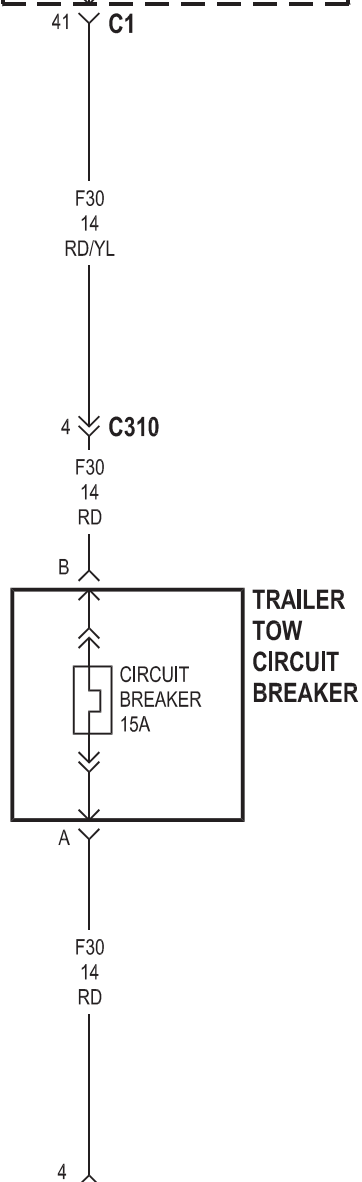 41 C1
F30
14
RD/YL
4 C310
F30
14
RD
B
TRAILER
TOW
CIRCUIT
BREAKER
CIRCUIT
BREAKER
15A
A
F30
14
RD
4